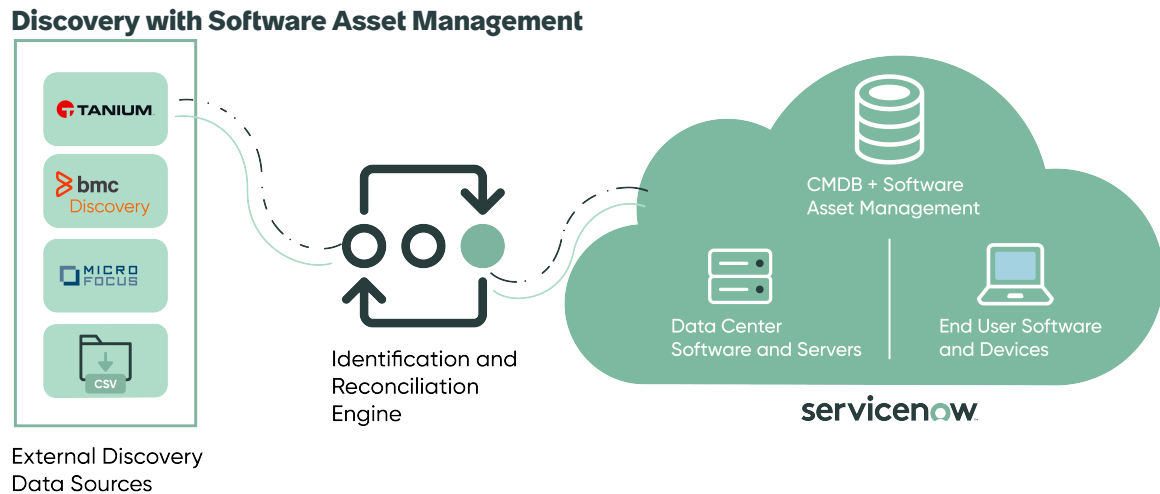 Discovery with Software Asset Management
TANIUM.
bmc
Discovery
MICRO
FOCUS
CSV
External Discovery
Data Sources
Identification and
Reconciliation
Engine
CMDB + Software
Asset Management
Data Center
Software and Servers
End User Software
and Devices
servicenow